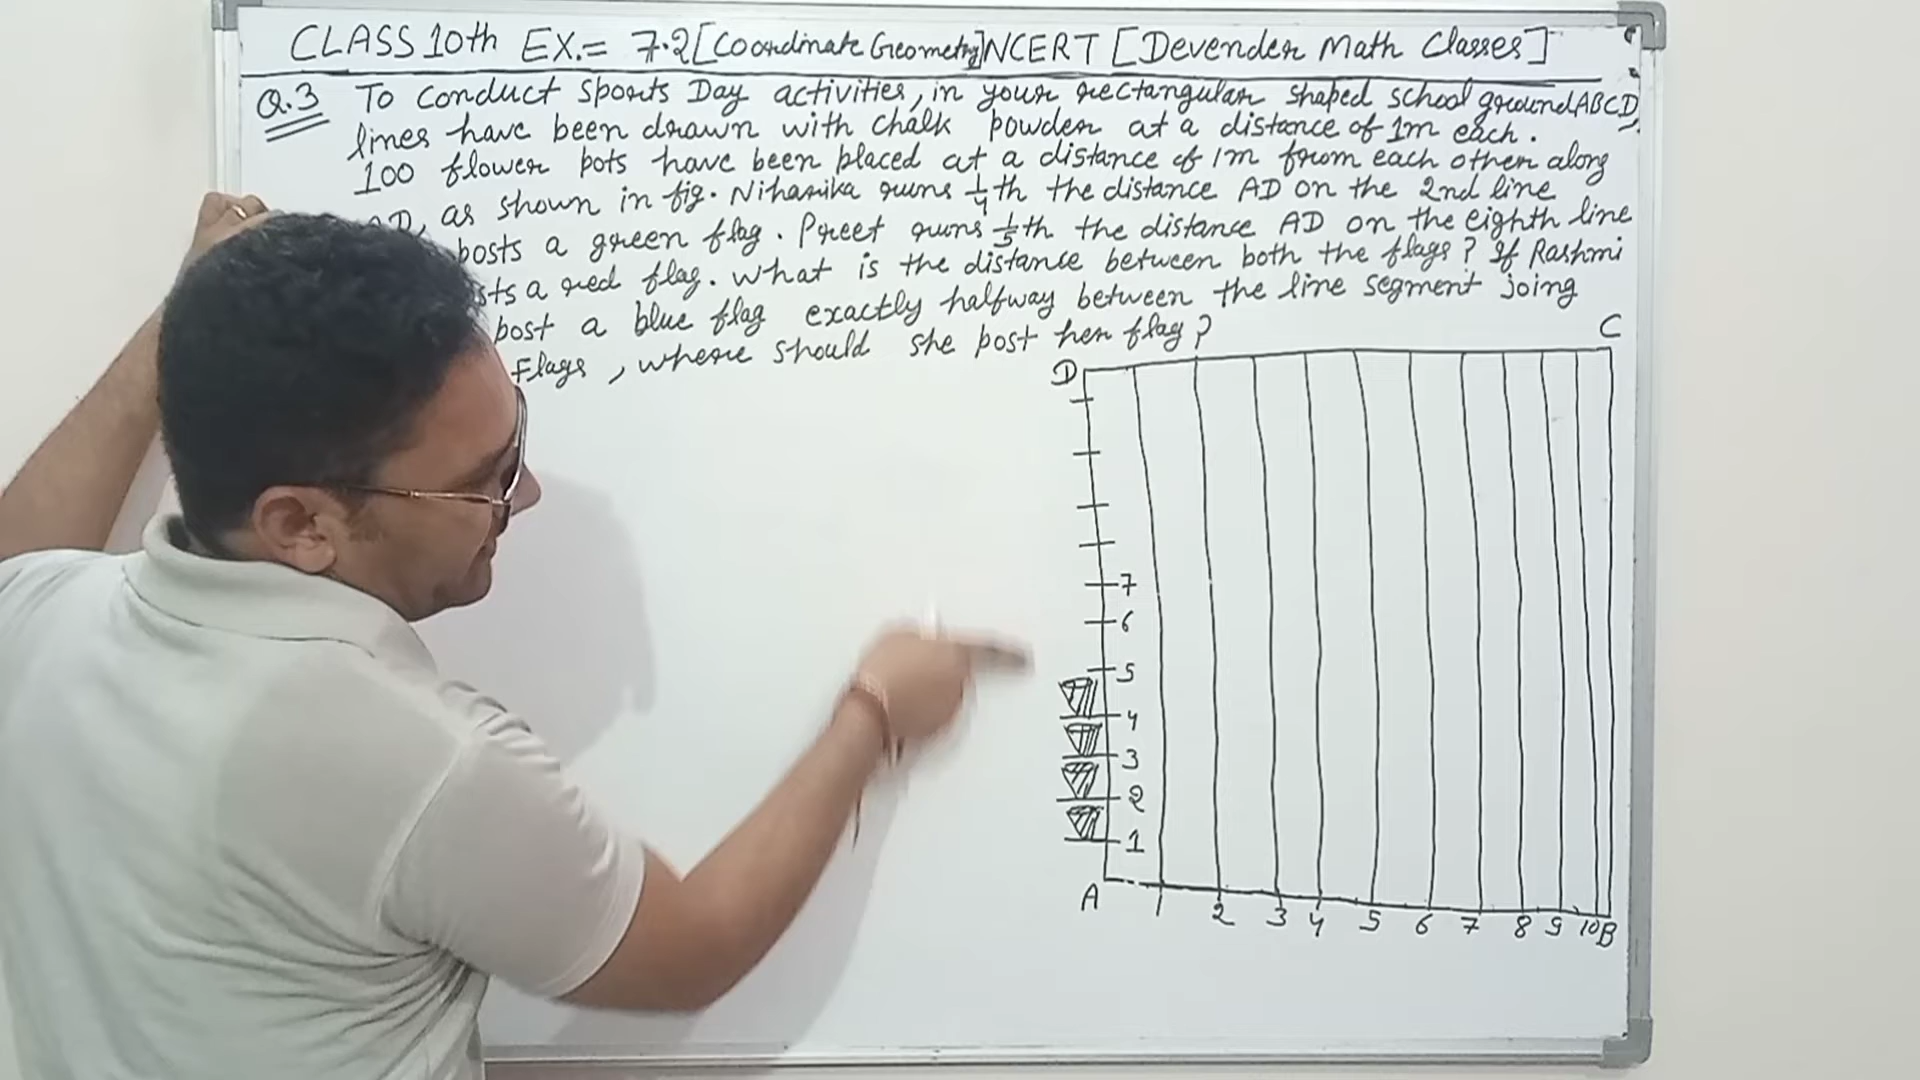 CLASS 10th EX.= 7.2 [Coordinate Geometry] NCERT [Devender Math Classes]
Q.3 To conduct Sports Day activities, in your rectangular shaped school ground ABCD,
lines have been drawn with chalk powder at a distance of 1m each.
100 flower pots have been placed at a distance of 1m from each other along
AD, as shown in fig. Niharika runs 1/4 th the distance AD on the 2nd line
posts a green flag. Preet runs 1/5 th the distance AD on the eighth line
sts a red flag. What is the distance between both the flags? If Rashmi
post a blue flag exactly halfway between the line segment joing
Flags, where should she post her flag?
C
D
7
6
5
4
3
2
1
A 1 2 3 4 5 6 7 8 9 10 B